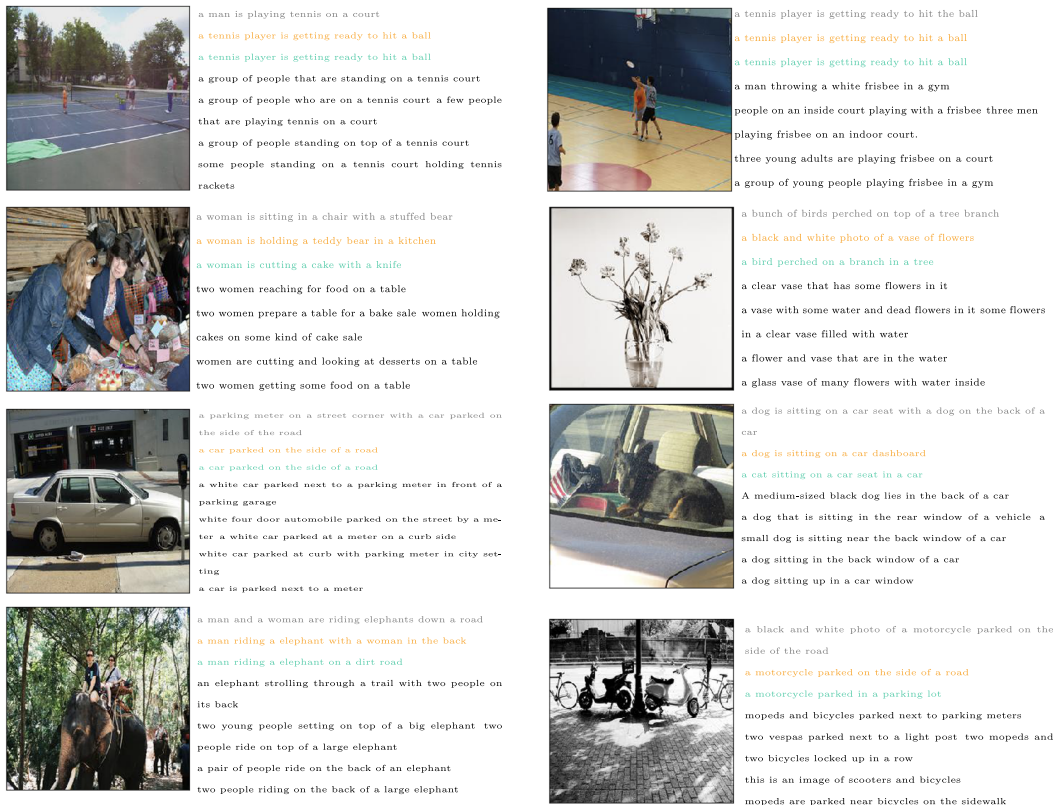 a man is playing tennis on a court
a tennis player is getting ready to hit a ball
a tennis player is getting ready to hit a ball
a group of people that are standing on a tennis court
a group of people who are on a tennis court a few people
that are playing tennis on a court
a group of people standing on top of a tennis court
some people standing on a tennis court holding tennis
rackets
a tennis player is getting ready to hit the ball
a tennis player is getting ready to hit a ball
a tennis player is getting ready to hit a ball
a man throwing a white frisbee in a gym
people on an inside court playing with a frisbee three men
playing frisbee on an indoor court.
three young adults are playing frisbee on a court
a group of young people playing frisbee in a gym
a woman is sitting in a chair with a stuffed bear
a woman is holding a teddy bear in a kitchen
a woman is cutting a cake with a knife
two women reaching for food on a table
two women prepare a table for a bake sale women holding
cakes on some kind of cake sale
women are cutting and looking at desserts on a table
two women getting some food on a table
a bunch of birds perched on top of a tree branch
a black and white photo of a vase of flowers
a bird perched on a branch in a tree
a clear vase that has some flowers in it
a vase with some water and dead flowers in it some flowers
in a clear vase filled with water
a flower and vase that are in the water
a glass vase of many flowers with water inside
a parking meter on a street corner with a car parked on
the side of the road
a car parked on the side of a road
a car parked on the side of a road
a white car parked next to a parking meter in front of a
parking garage
white four door automobile parked on the street by a me-
ter a white car parked at a meter on a curb side
white car parked at curb with parking meter in city set-
ting
a car is parked next to a meter
a dog is sitting on a car seat with a dog on the back of a
car
a dog is sitting on a car dashboard
a cat sitting on a car seat in a car
A medium-sized black dog lies in the back of a car
a dog that is sitting in the rear window of a vehicle a
small dog is sitting near the back window of a car
a dog sitting in the back window of a car
a dog sitting up in a car window
a man and a woman are riding elephants down a road
a man riding a elephant with a woman in the back
a man riding a elephant on a dirt road
an elephant strolling through a trail with two people on
its back
two young people setting on top of a big elephant two
people ride on top of a large elephant
a pair of people ride on the back of an elephant
two people riding on the back of a large elephant
a black and white photo of a motorcycle parked on the
side of the road
a motorcycle parked on the side of a road
a motorcycle parked in a parking lot
mopeds and bicycles parked next to parking meters
two vespas parked next to a light post two mopeds and
two bicycles locked up in a row
this is an image of scooters and bicycles
mopeds are parked near bicycles on the sidewalk